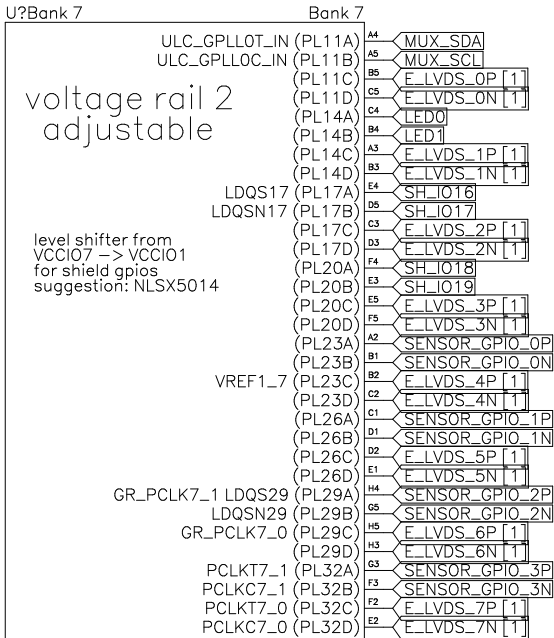 U?Bank 7 Bank 7
ULC_GPLL0T_IN (PL11A) A4 MUX_SDA
ULC_GPLL0C_IN (PL11B) A5 MUX_SCL
(PL11C) B5 E_LVDS_0P [1]
(PL11D) C5 E_LVDS_0N [1]
voltage rail 2
adjustable
(PL14A) C4 LED0
(PL14B) B4 LED1
(PL14C) A3 E_LVDS_1P [1]
(PL14D) B3 E_LVDS_1N [1]
LDQS17 (PL17A) E4 SH_IO16
LDQSN17 (PL17B) D5 SH_IO17
(PL17C) C3 E_LVDS_2P [1]
(PL17D) D3 E_LVDS_2N [1]
level shifter from
VCCIO7 -> VCCIO1
for shield gpios
suggestion: NLSX5014
(PL20A) F4 SH_IO18
(PL20B) E3 SH_IO19
(PL20C) E5 E_LVDS_3P [1]
(PL20D) F5 E_LVDS_3N [1]
(PL23A) A2 SENSOR_GPIO_0P
(PL23B) B1 SENSOR_GPIO_0N
VREF1_7 (PL23C) B2 E_LVDS_4P [1]
(PL23D) C2 E_LVDS_4N [1]
(PL26A) C1 SENSOR_GPIO_1P
(PL26B) D1 SENSOR_GPIO_1N
(PL26C) D2 E_LVDS_5P [1]
(PL26D) E1 E_LVDS_5N [1]
GR_PCLK7_1 LDQS29 (PL29A) H4 SENSOR_GPIO_2P
LDQSN29 (PL29B) G5 SENSOR_GPIO_2N
GR_PCLK7_0 (PL29C) H5 E_LVDS_6P [1]
(PL29D) H3 E_LVDS_6N [1]
PCLKT7_1 (PL32A) G3 SENSOR_GPIO_3P
PCLKC7_1 (PL32B) F3 SENSOR_GPIO_3N
PCLKT7_0 (PL32C) F2 E_LVDS_7P [1]
PCLKC7_0 (PL32D) E2 E_LVDS_7N [1]